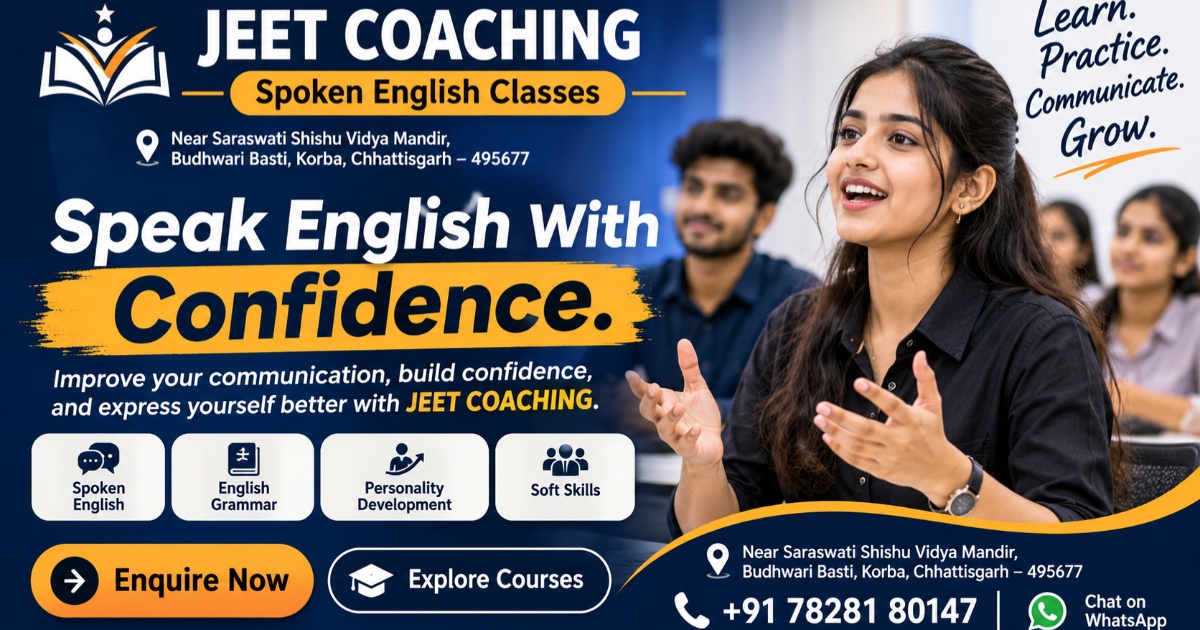 JEET COACHING
Spoken English Classes
Near Saraswati Shishu Vidya Mandir,
Budhwari Basti, Korba, Chhattisgarh – 495677
Learn.
Practice.
Communicate.
Grow.
Speak English With
Confidence.
Improve your communication, build confidence,
and express yourself better with JEET COACHING.
Spoken
English
English
Grammar
Personality
Development
Soft Skills
Enquire Now
Explore Courses
Near Saraswati Shishu Vidya Mandir,
Budhwari Basti, Korba, Chhattisgarh – 495677
+91 78281 80147
Chat on
WhatsApp